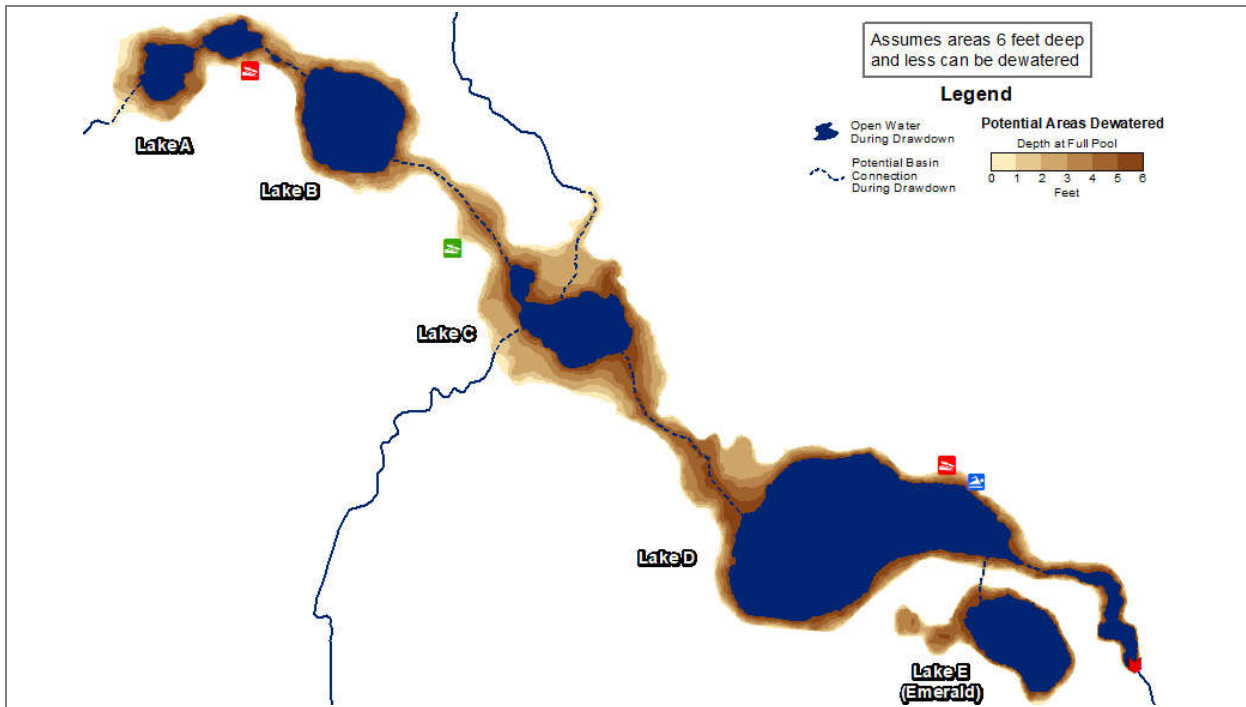 Assumes areas 6 feet deep
and less can be dewatered
Legend
Open Water
During Drawdown
Potential Basin
Connection
During Drawdown
Potential Areas Dewatered
Depth at Full Pool
0 1 2 3 4 5 6
Feet
Lake A
Lake B
Lake C
Lake D
Lake E
(Emerald)